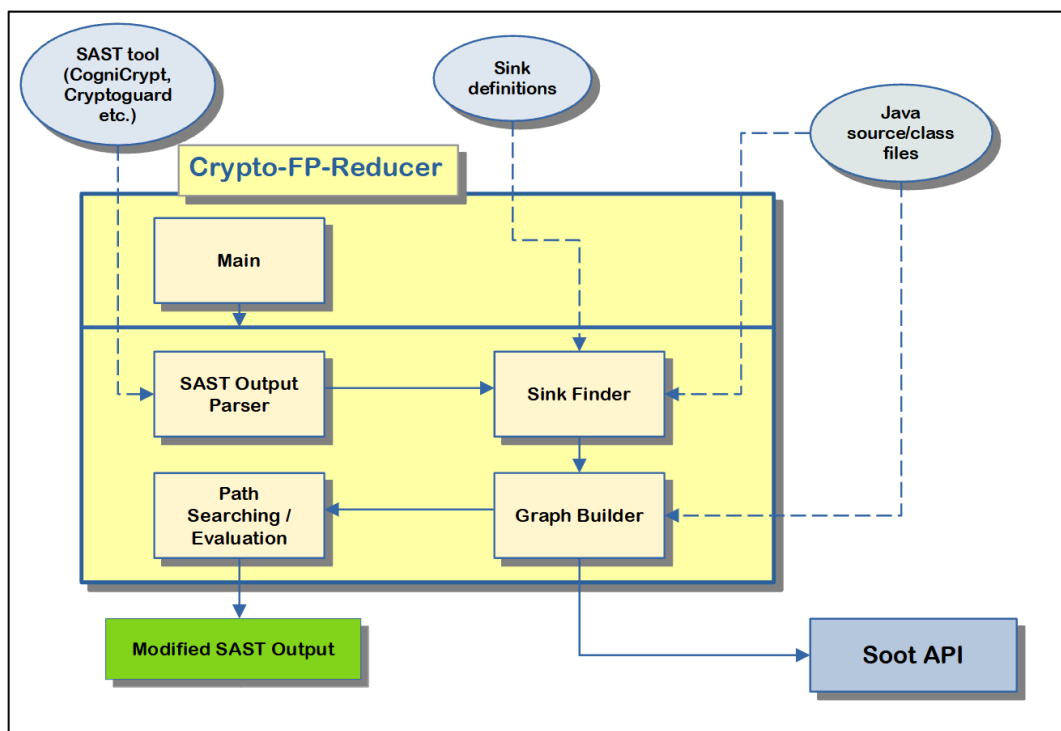 SAST tool
(CogniCrypt,
Cryptoguard
etc.)
Sink
definitions
Java
source/class
files
Crypto-FP-Reducer
Main
SAST Output
Parser
Sink Finder
Path
Searching /
Evaluation
Graph Builder
Modified SAST Output
Soot API